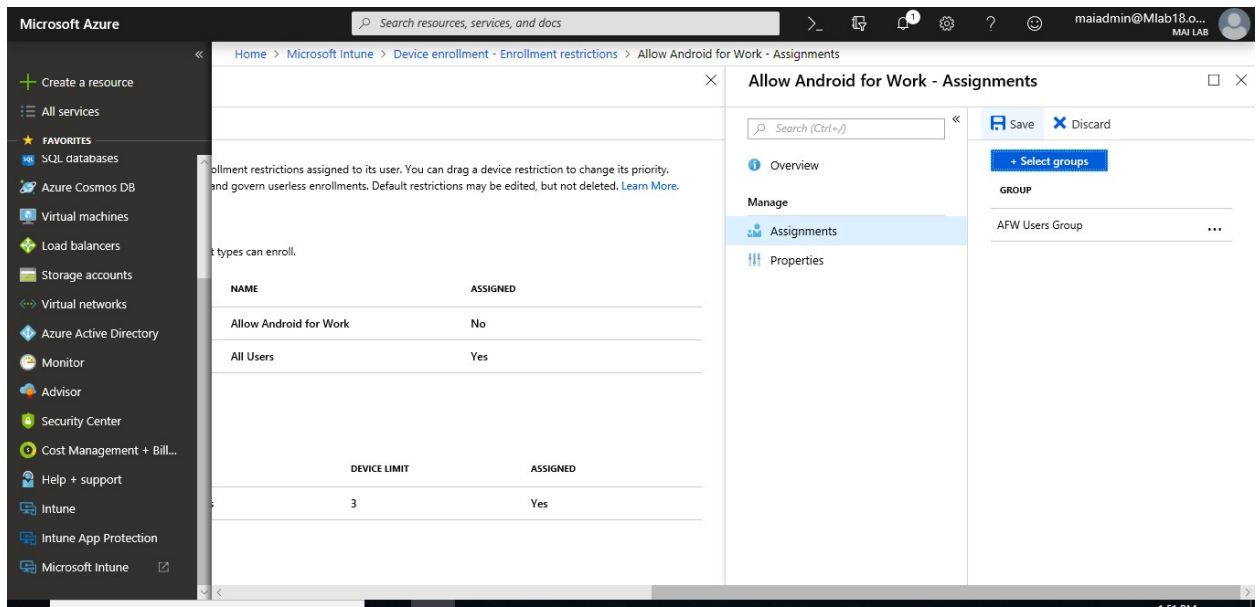 Microsoft Azure
Search resources, services, and docs
1
maiadmin@Mlab18.o...
MAI LAB
Home > Microsoft Intune > Device enrollment - Enrollment restrictions > Allow Android for Work - Assignments
Create a resource
All services
FAVORITES
SQL databases
Azure Cosmos DB
Virtual machines
Load balancers
Storage accounts
Virtual networks
Azure Active Directory
Monitor
Advisor
Security Center
Cost Management + Bill...
Help + support
Intune
Intune App Protection
Microsoft Intune
ollment restrictions assigned to its user. You can drag a device restriction to change its priority.
and govern userless enrollments. Default restrictions may be edited, but not deleted. Learn More.
t types can enroll.
NAME ASSIGNED
Allow Android for Work No
All Users Yes
DEVICE LIMIT ASSIGNED
s 3 Yes
Allow Android for Work - Assignments
Search (Ctrl+/)
Overview
Manage
Assignments
Properties
Save Discard
+ Select groups
GROUP
AFW Users Group
...